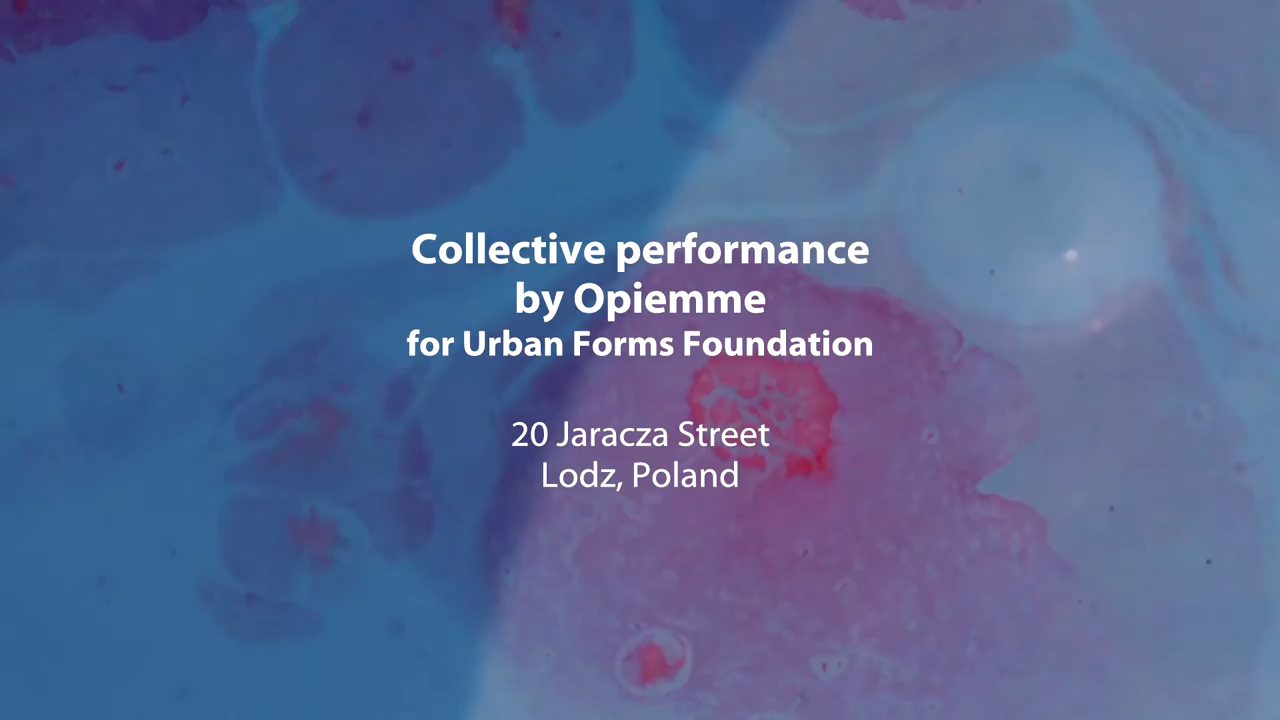 Collective performance
by Opiemme
for Urban Forms Foundation
20 Jaracza Street
Lodz, Poland